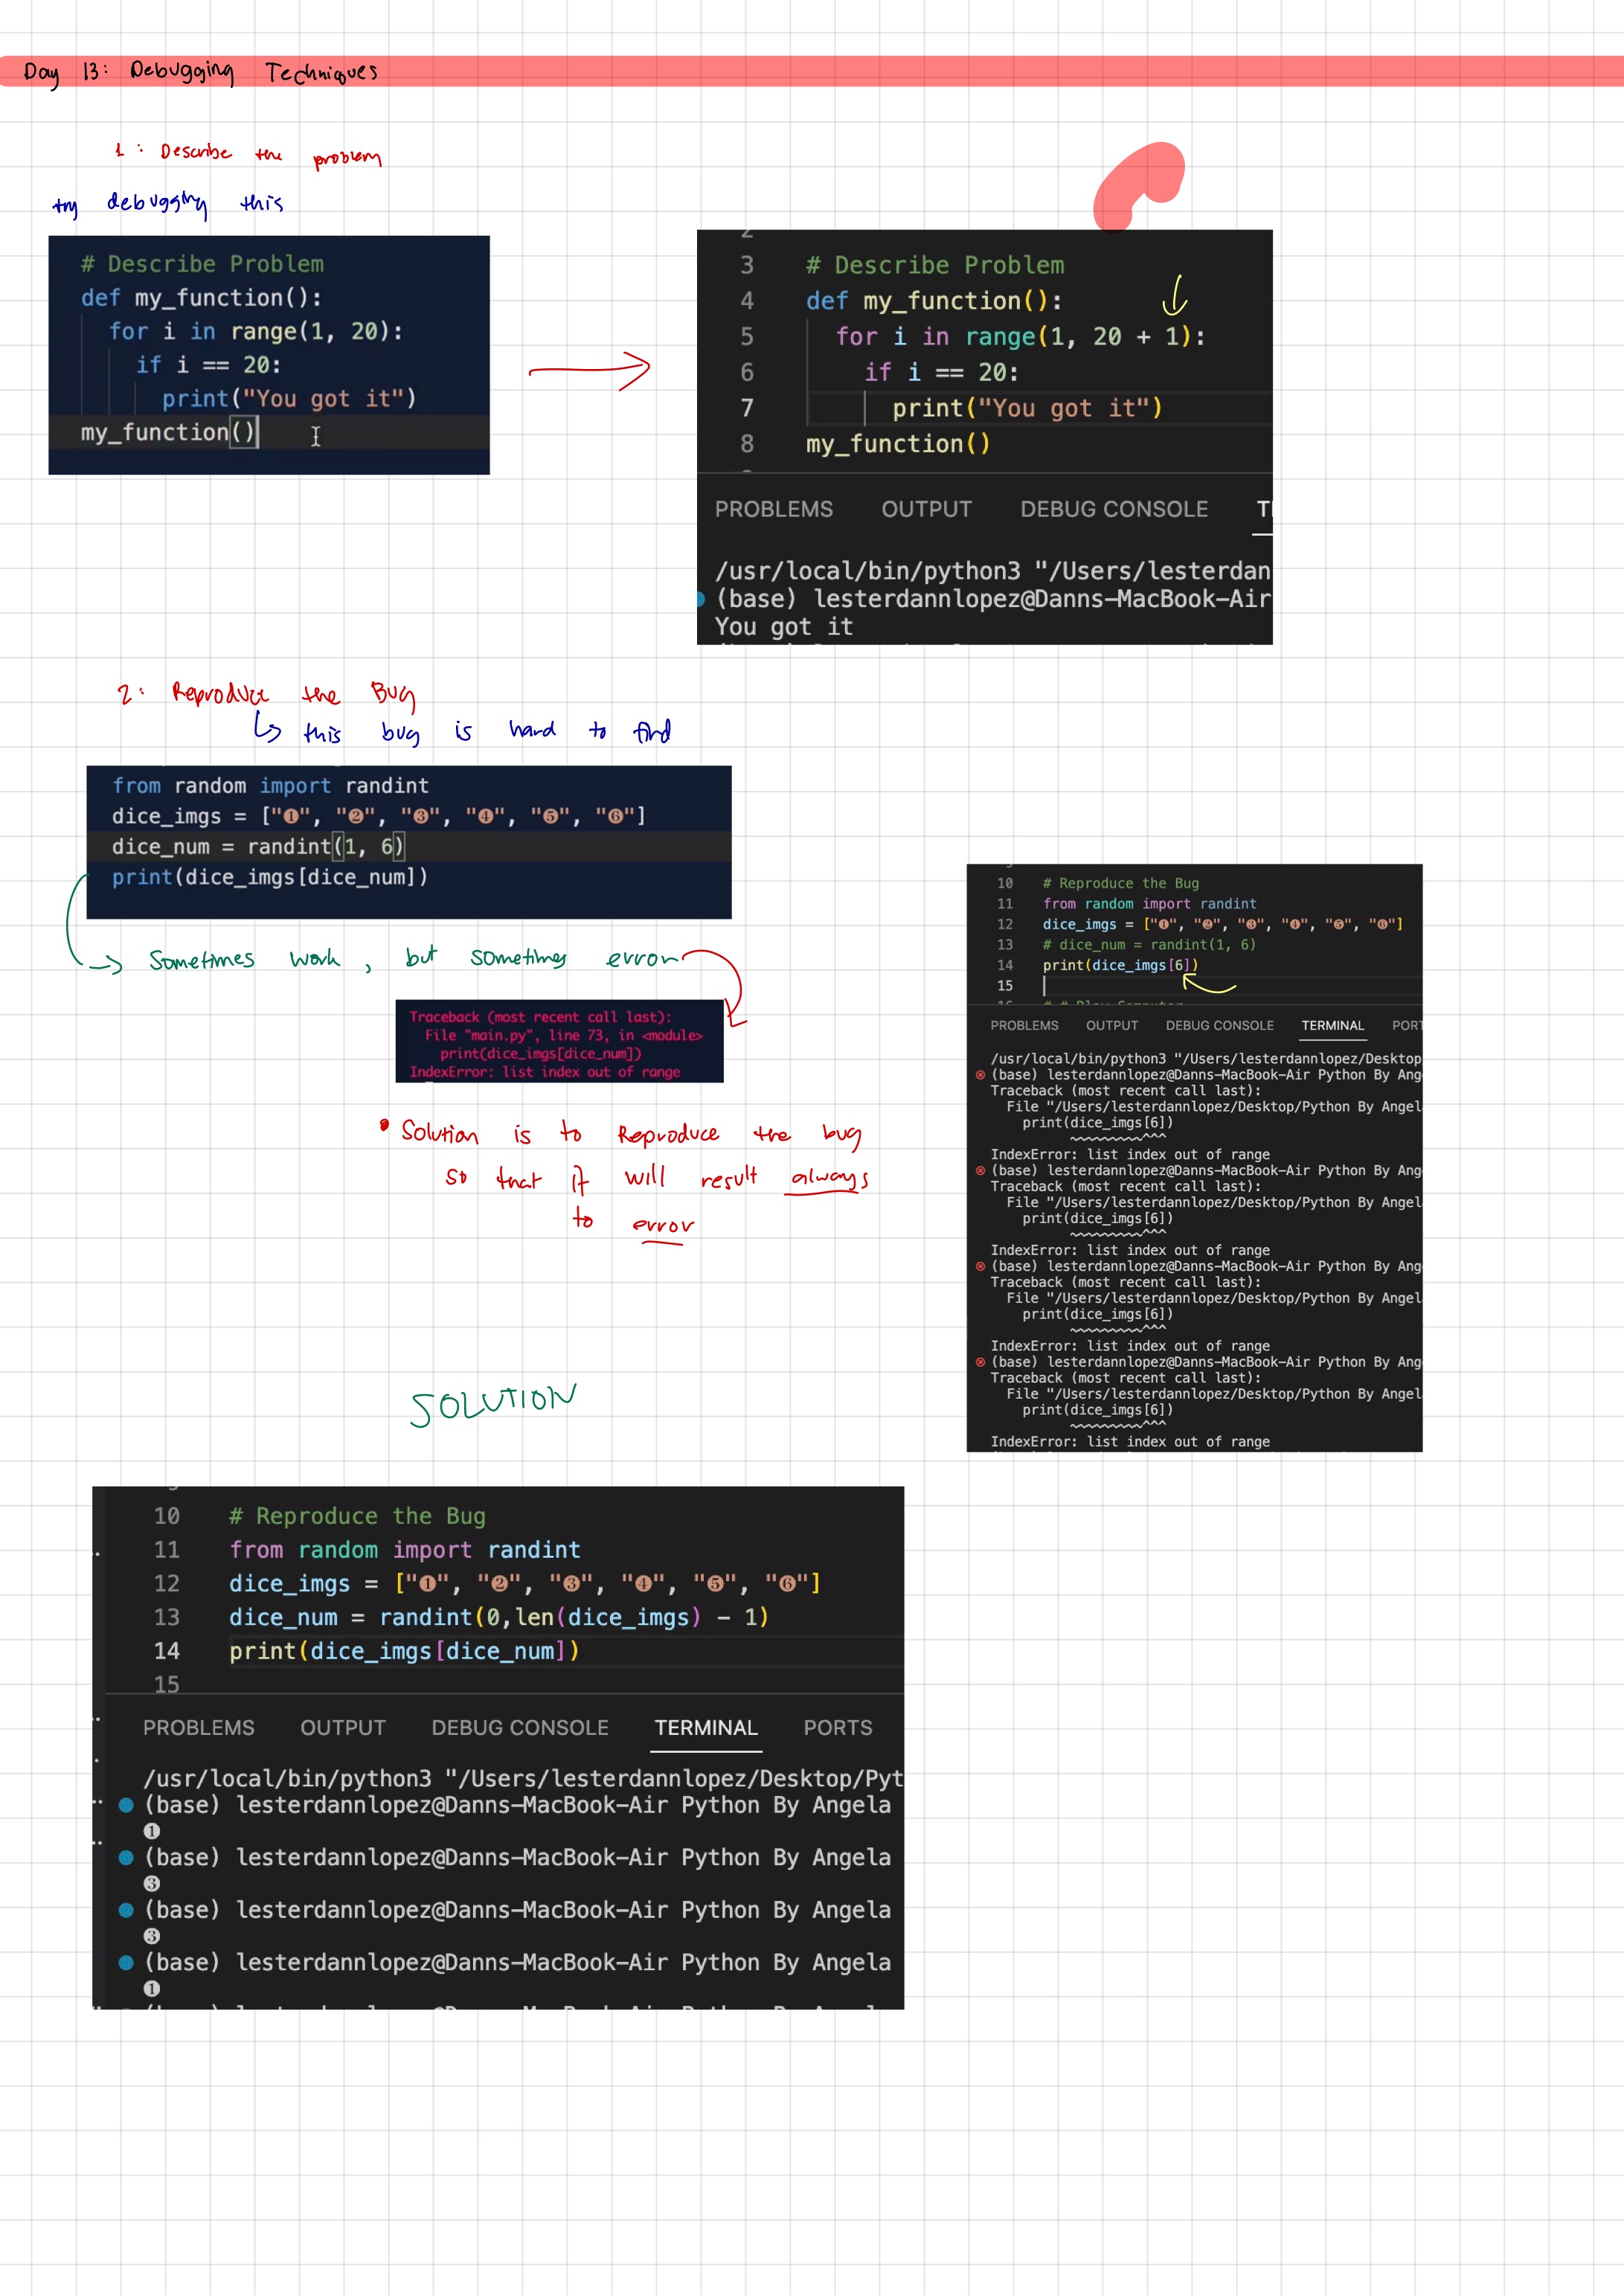 Day 13: Debugging Techniques
1: Describe the problem
try debugging this
# Describe Problem
def my_function():
for i in range(1, 20):
if i == 20:
print("You got it")
my_function()
3 # Describe Problem
4 def my_function():
5 for i in range(1, 20 + 1):
6 if i == 20:
7 print("You got it")
8 my_function()
PROBLEMS OUTPUT DEBUG CONSOLE
/usr/local/bin/python3 "/Users/lesterdan
(base) lesterdannlopez@Danns-MacBook-Air
You got it
2: Reproduce the Bug
↳ this bug is hard to find
from random import randint
dice_imgs = ["❶", "❷", "❸", "❹", "❺", "❻"]
dice_num = randint(1, 6)
print(dice_imgs[dice_num])
Sometimes work, but sometimes error
Traceback (most recent call last):
File "main.py", line 73, in <module>
print(dice_imgs[dice_num])
IndexError: list index out of range
• Solution is to Reproduce the bug
so that it will result always
to error
10 # Reproduce the Bug
11 from random import randint
12 dice_imgs = ["❶", "❷", "❸", "❹", "❺", "❻"]
13 # dice_num = randint(1, 6)
14 print(dice_imgs[6])
15
PROBLEMS OUTPUT DEBUG CONSOLE TERMINAL PORT
/usr/local/bin/python3 "/Users/lesterdannlopez/Desktop
(base) lesterdannlopez@Danns-MacBook-Air Python By Ang
Traceback (most recent call last):
File "/Users/lesterdannlopez/Desktop/Python By Angel
print(dice_imgs[6])
~~~~~~~~~^^^
IndexError: list index out of range
(base) lesterdannlopez@Danns-MacBook-Air Python By Ang
Traceback (most recent call last):
File "/Users/lesterdannlopez/Desktop/Python By Angel
print(dice_imgs[6])
~~~~~~~~~^^^
IndexError: list index out of range
(base) lesterdannlopez@Danns-MacBook-Air Python By Ang
Traceback (most recent call last):
File "/Users/lesterdannlopez/Desktop/Python By Angel
print(dice_imgs[6])
~~~~~~~~~^^^
IndexError: list index out of range
(base) lesterdannlopez@Danns-MacBook-Air Python By Ang
Traceback (most recent call last):
File "/Users/lesterdannlopez/Desktop/Python By Angel
print(dice_imgs[6])
~~~~~~~~~^^^
IndexError: list index out of range
SOLUTION
10 # Reproduce the Bug
11 from random import randint
12 dice_imgs = ["❶", "❷", "❸", "❹", "❺", "❻"]
13 dice_num = randint(0,len(dice_imgs) - 1)
14 print(dice_imgs[dice_num])
15
PROBLEMS OUTPUT DEBUG CONSOLE TERMINAL PORTS
/usr/local/bin/python3 "/Users/lesterdannlopez/Desktop/Pyt
(base) lesterdannlopez@Danns-MacBook-Air Python By Angela
❶
(base) lesterdannlopez@Danns-MacBook-Air Python By Angela
❸
(base) lesterdannlopez@Danns-MacBook-Air Python By Angela
❸
(base) lesterdannlopez@Danns-MacBook-Air Python By Angela
❶